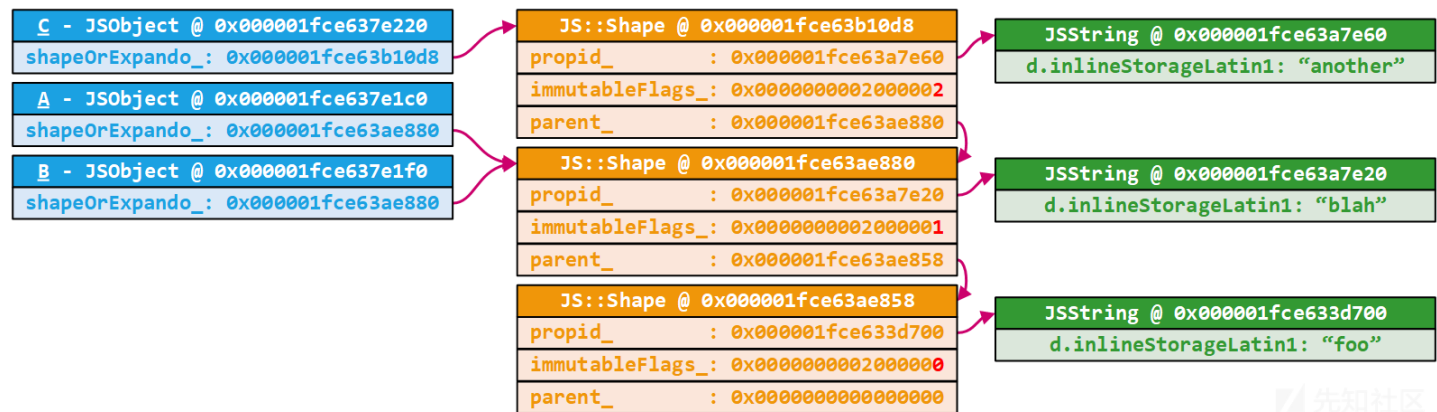 C - JSObject @ 0x000001fce637e220
shapeOrExpando_: 0x000001fce63b10d8
A - JSObject @ 0x000001fce637e1c0
shapeOrExpando_: 0x000001fce63ae880
B - JSObject @ 0x000001fce637e1f0
shapeOrExpando_: 0x000001fce63ae880
JS::Shape @ 0x000001fce63b10d8
propid_ : 0x000001fce63a7e60
immutableFlags_: 0x0000000002000002
parent_ : 0x000001fce63ae880
JS::Shape @ 0x000001fce63ae880
propid_ : 0x000001fce63a7e20
immutableFlags_: 0x0000000002000001
parent_ : 0x000001fce63ae858
JS::Shape @ 0x000001fce63ae858
propid_ : 0x000001fce633d700
immutableFlags_: 0x0000000002000000
parent_ : 0x0000000000000000
JSString @ 0x000001fce63a7e60
d.inlineStorageLatin1: “another”
JSString @ 0x000001fce63a7e20
d.inlineStorageLatin1: “blah”
JSString @ 0x000001fce633d700
d.inlineStorageLatin1: “foo”
先知社区